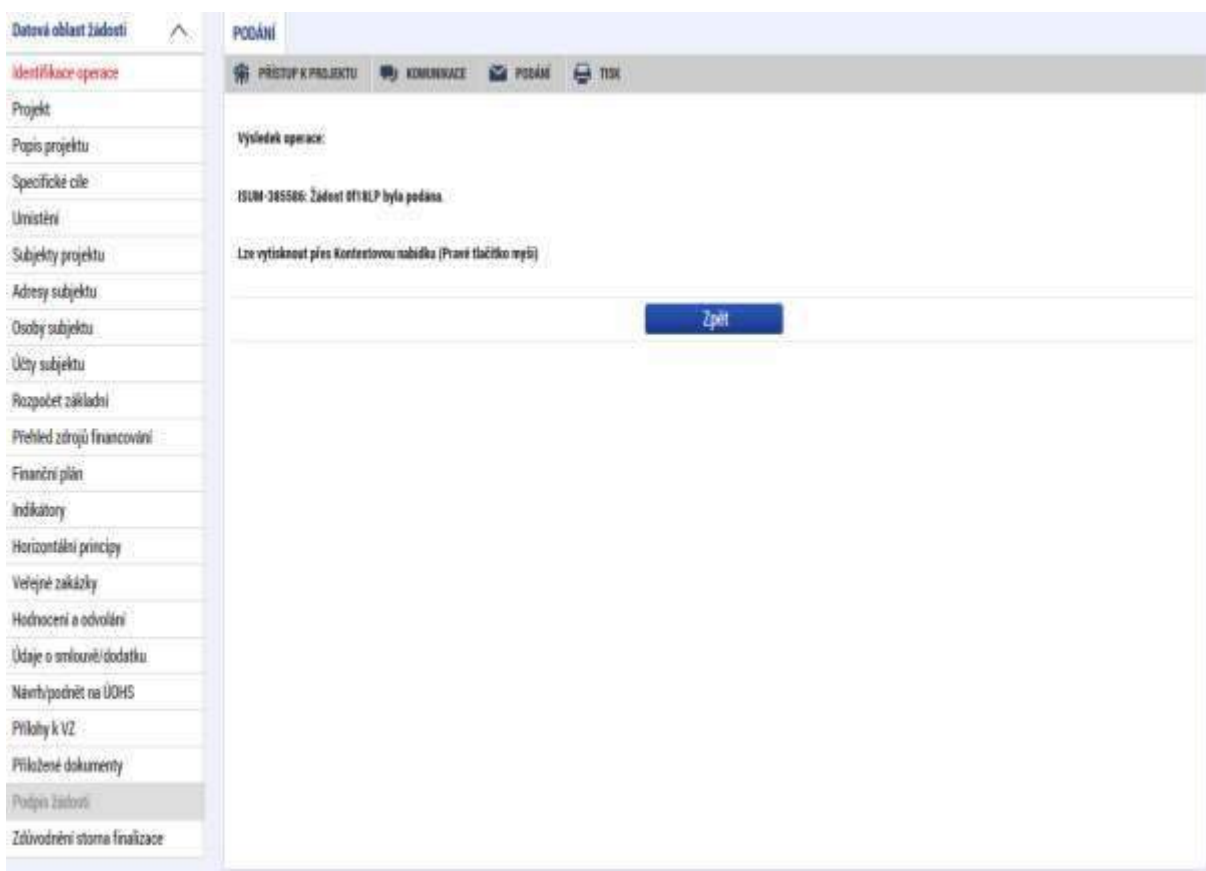 Datová oblast žádosti
Identifikace operace
Projekt
Popis projektu
Specifické cíle
Umístění
Subjekty projektu
Adresy subjektu
Osoby subjektu
Účty subjektu
Rozpočet základní
Přehled zdrojů financování
Finanční plán
Indikátory
Horizontální principy
Veřejné zakázky
Hodnocení a odvolání
Údaje o smlouvě/dodatku
Návrh/podnět na ÚOHS
Přílohy k VZ
Přiložené dokumenty
Podpis žádosti
Zdůvodnění storna finalizace
PODÁNÍ
PŘÍSTUP K PROJEKTU KOMUNIKACE PODÁNÍ TISK
Výsledek operace:
ISUM-385586: Žádost 0f18LP byla podána.
Lze vytisknout přes Kontextovou nabídku (Pravé tlačítko myši)
Zpět